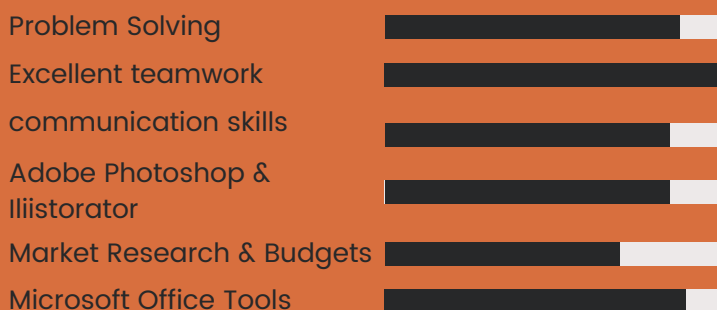 Problem Solving
Excellent teamwork
communication skills
Adobe Photoshop &
Iliistorator
Market Research & Budgets
Microsoft Office Tools